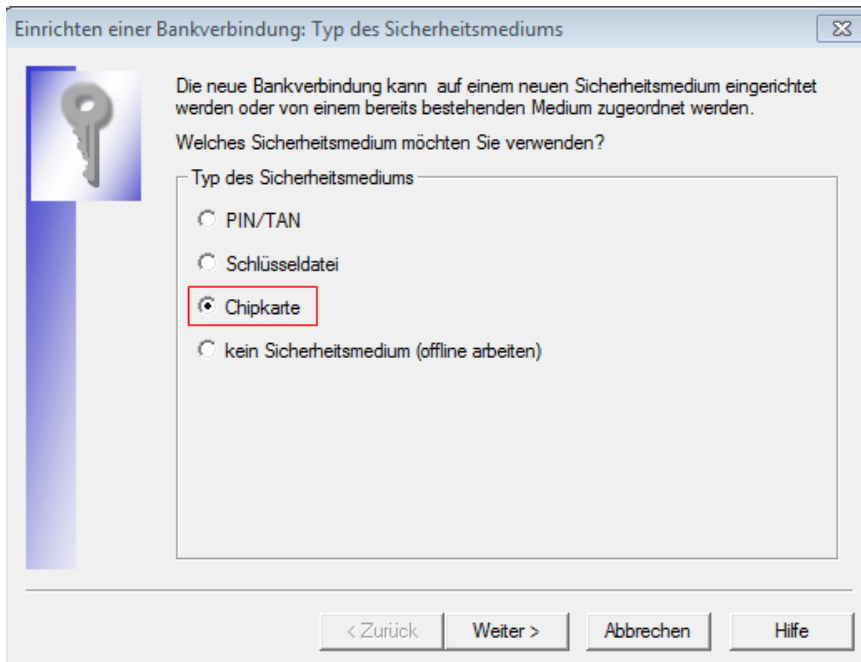 Einrichten einer Bankverbindung: Typ des Sicherheitsmediums
Die neue Bankverbindung kann auf einem neuen Sicherheitsmedium eingerichtet
werden oder von einem bereits bestehenden Medium zugeordnet werden.
Welches Sicherheitsmedium möchten Sie verwenden?
Typ des Sicherheitsmediums
PIN/TAN
Schlüsseldatei
Chipkarte
kein Sicherheitsmedium (offline arbeiten)
< Zurück Weiter > Abbrechen Hilfe